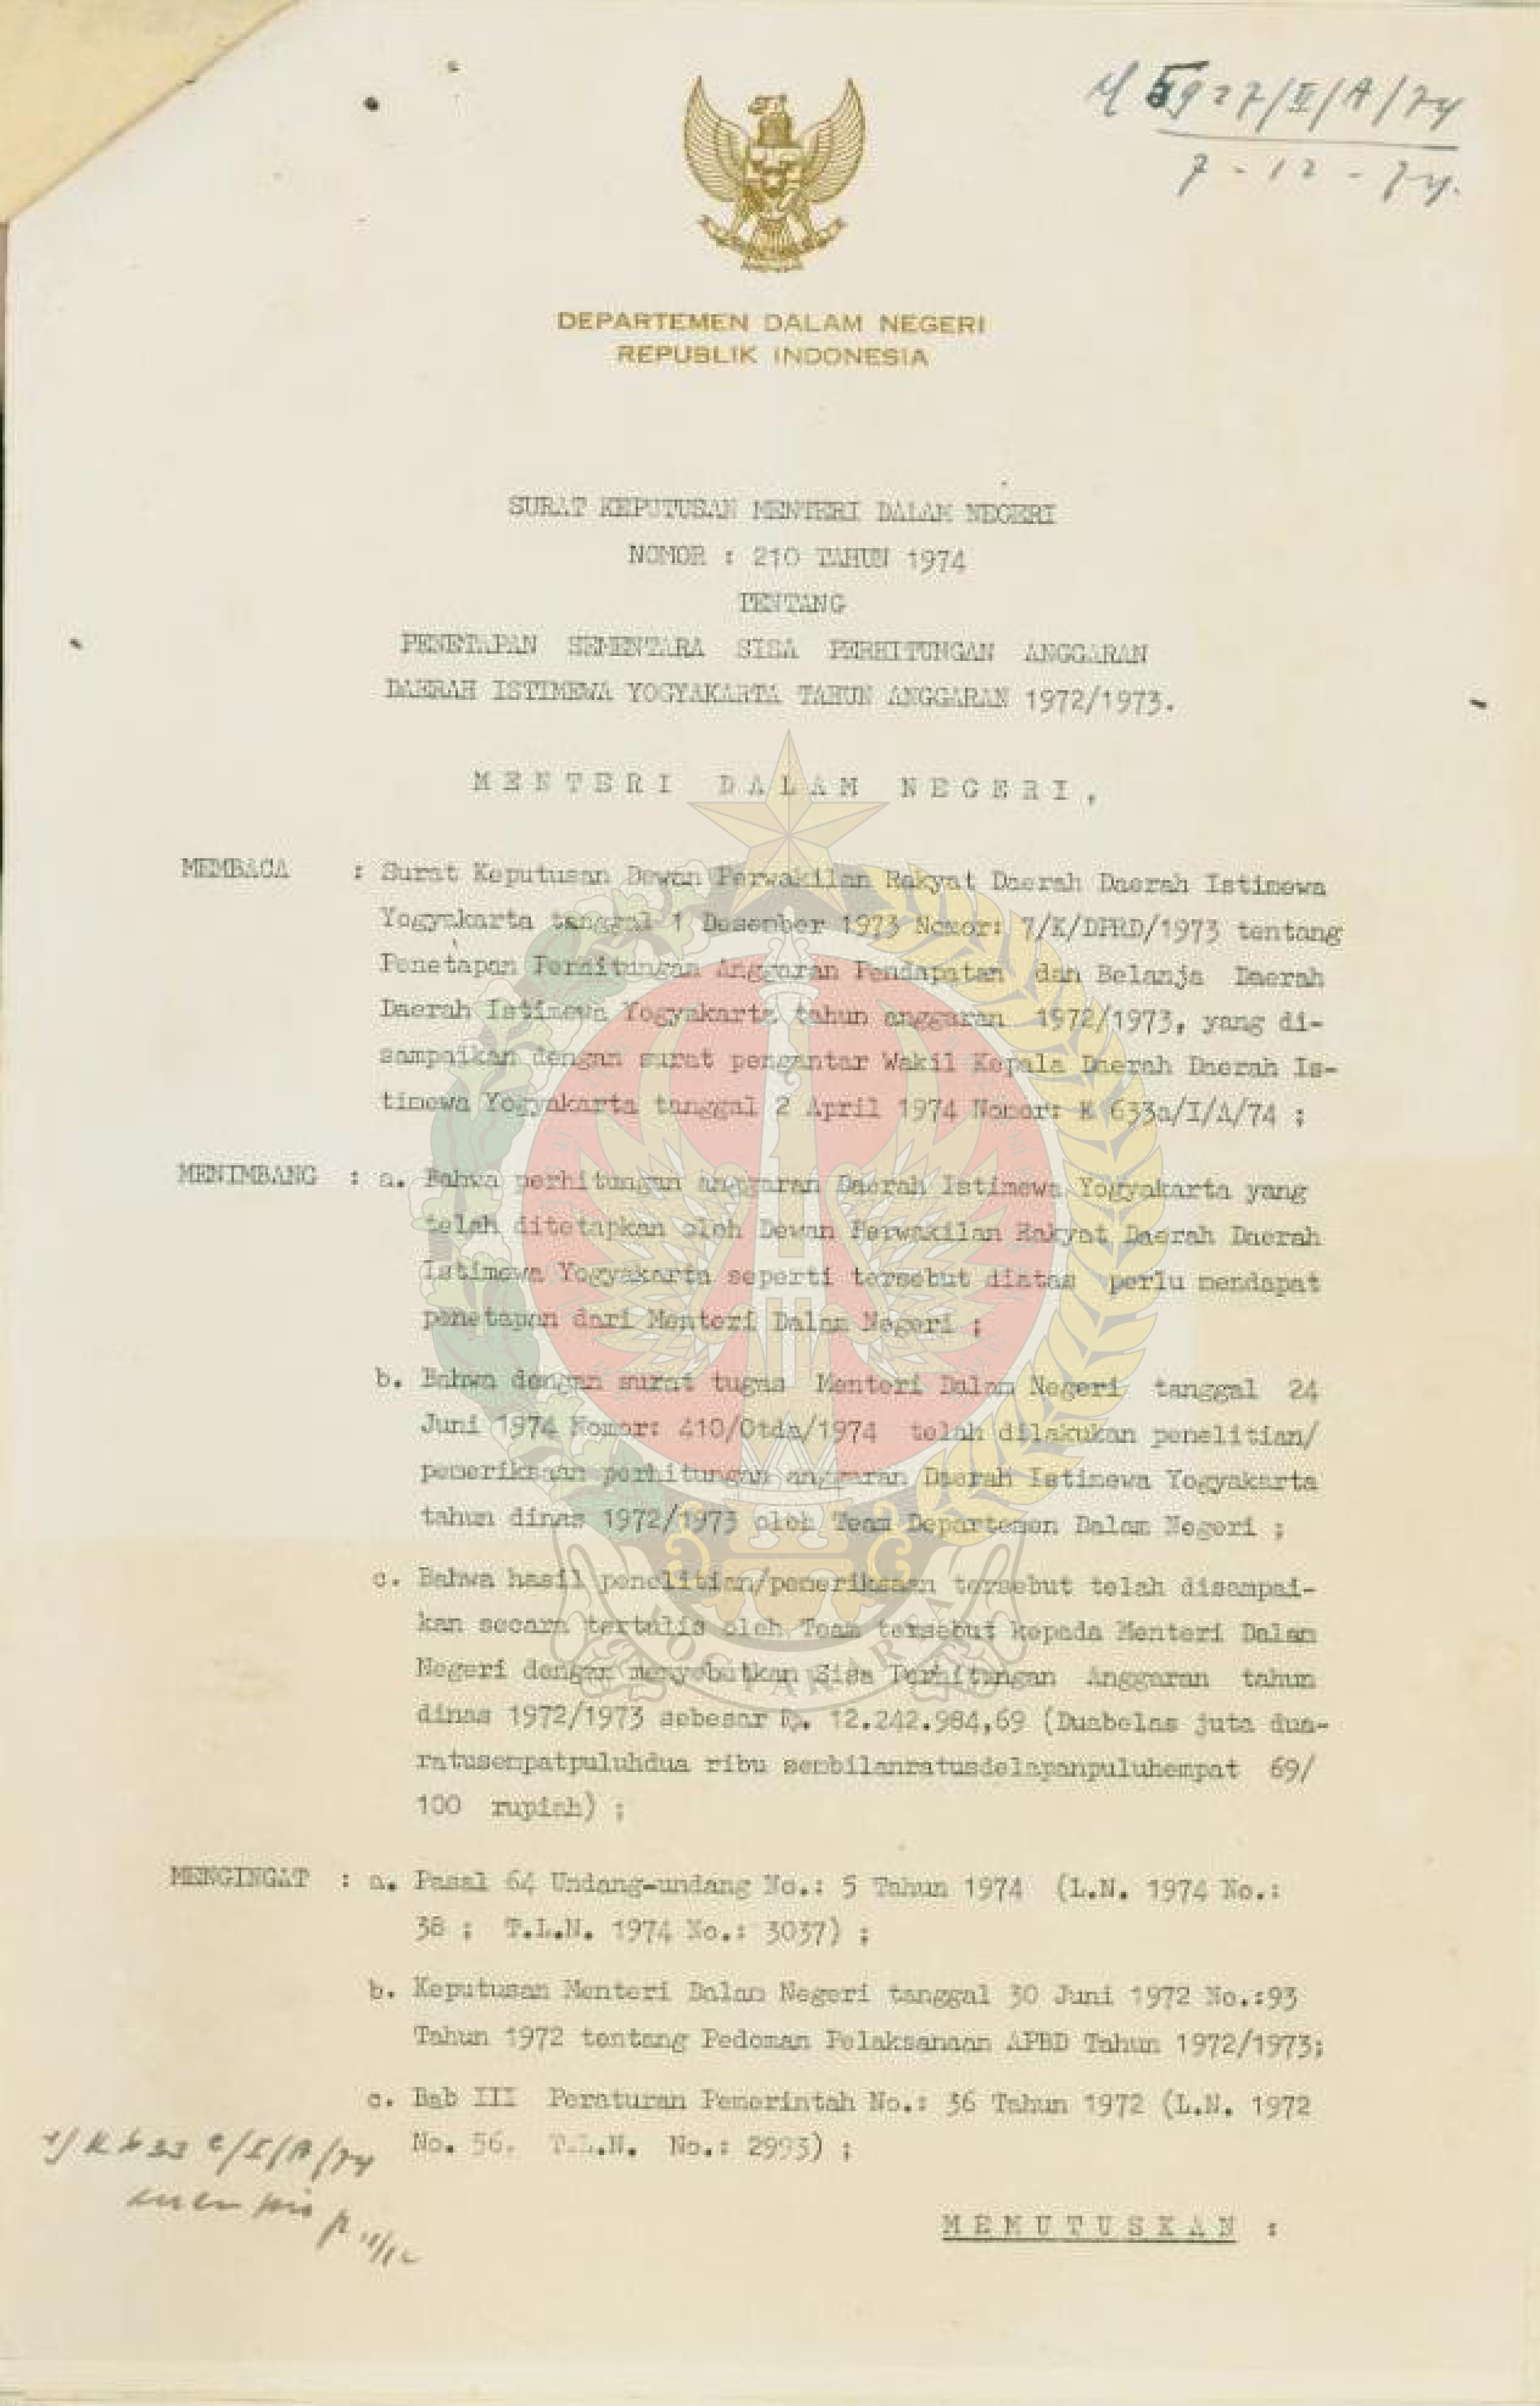 5927/II/A/74
7-12-74.
DEPARTEMEN DALAM NEGERI
REPUBLIK INDONESIA
SURAT KEPUTUSAN MENTERI DALAM NEGERI
NOMOR : 210 TAHUN 1974
TENTANG
PENETAPAN SEMENTARA SISA PERHITUNGAN ANGGARAN
DAERAH ISTIMEWA YOGYAKARTA TAHUN ANGGARAN 1972/1973.
MENTERI DALAM NEGERI,
MEMBACA : Surat Keputusan Dewan Perwakilan Rakyat Daerah Daerah Istimewa
Yogyakarta tanggal 1 Desember 1973 Nomor: 7/K/DPRD/1973 tentang
Penetapan Perhitungan Anggaran Pendapatan dan Belanja Daerah
Daerah Istimewa Yogyakarta tahun anggaran 1972/1973, yang di-
sampaikan dengan surat pengantar Wakil Kepala Daerah Daerah Is-
timewa Yogyakarta tanggal 2 April 1974 Nomor: K 633a/I/A/74 ;
MENIMBANG : a. Bahwa perhitungan anggaran Daerah Istimewa Yogyakarta yang
telah ditetapkan oleh Dewan Perwakilan Rakyat Daerah Daerah
Istimewa Yogyakarta seperti tersebut diatas perlu mendapat
penetapan dari Menteri Dalam Negeri ;
b. Bahwa dengan surat tugas Menteri Dalam Negeri tanggal 24
Juni 1974 Nomor: 410/Otda/1974 telah dilakukan penelitian/
pemeriksaan perhitungan anggaran Daerah Istimewa Yogyakarta
tahun dinas 1972/1973 oleh Team Departemen Dalam Negeri ;
c. Bahwa hasil penelitian/pemeriksaan tersebut telah disampai-
kan secara tertulis oleh Team tersebut kepada Menteri Dalam
Negeri dengan menyebutkan Sisa Perhitungan Anggaran tahun
dinas 1972/1973 sebesar Rp. 12.242.984,69 (Duabelas juta dua-
ratusempatpuluhdua ribu sembilanratusdelapanpuluhempat 69/
100 rupiah) ;
MENGINGAT : a. Pasal 64 Undang-undang No.: 5 Tahun 1974 (L.N. 1974 No.:
38 ; T.L.N. 1974 No.: 3037) ;
b. Keputusan Menteri Dalam Negeri tanggal 30 Juni 1972 No.:93
Tahun 1972 tentang Pedoman Pelaksanaan APBD Tahun 1972/1973;
c. Bab III Peraturan Pemerintah No.: 36 Tahun 1972 (L.N. 1972
No. 56. T.L.N. No.: 2993) ;
MEMUTUSKAN :
YOGYAKARTA